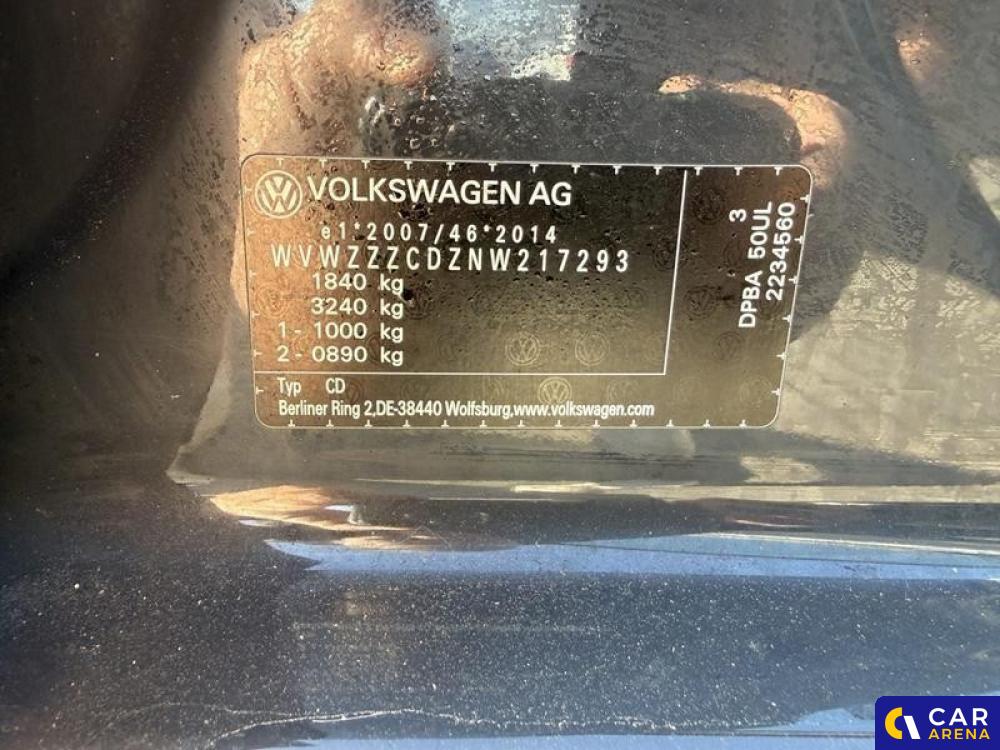 VOLKSWAGEN AG
e1*2007/46*2014
WVWZZZCDZNW217293
1840 kg
3240 kg
1- 1000 kg
2- 0890 kg
Typ CD
Berliner Ring 2,DE-38440 Wolfsburg,www.volkswagen.com
3
DPBA 50UL
2234560
CAR
ARENA